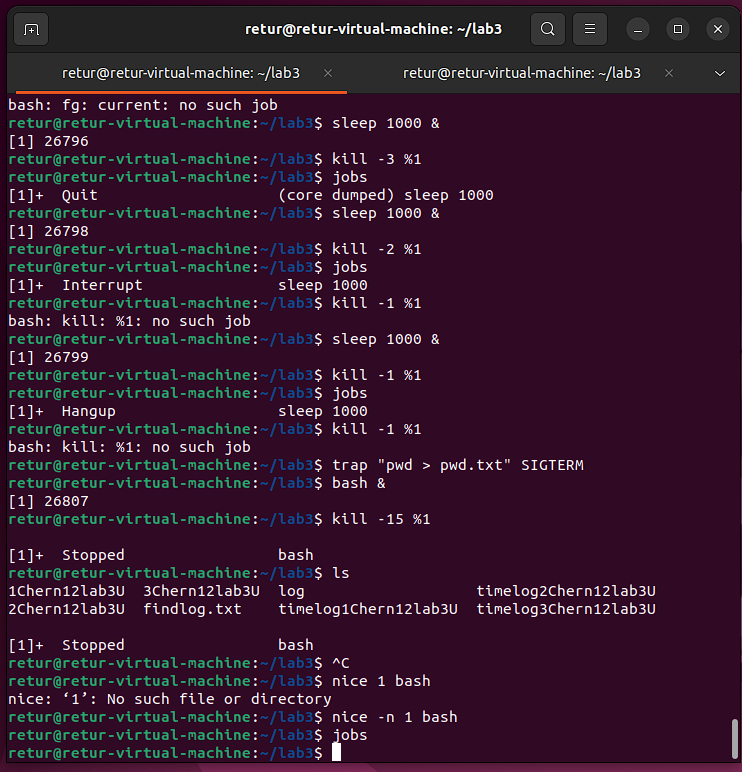 retur@retur-virtual-machine: ~/lab3
retur@retur-virtual-machine: ~/lab3 × retur@retur-virtual-machine: ~/lab3 ×
bash: fg: current: no such job
retur@retur-virtual-machine:~/lab3$ sleep 1000 &
[1] 26796
retur@retur-virtual-machine:~/lab3$ kill -3 %1
retur@retur-virtual-machine:~/lab3$ jobs
[1]+  Quit                    (core dumped) sleep 1000
retur@retur-virtual-machine:~/lab3$ sleep 1000 &
[1] 26798
retur@retur-virtual-machine:~/lab3$ kill -2 %1
retur@retur-virtual-machine:~/lab3$ jobs
[1]+  Interrupt               sleep 1000
retur@retur-virtual-machine:~/lab3$ kill -1 %1
bash: kill: %1: no such job
retur@retur-virtual-machine:~/lab3$ sleep 1000 &
[1] 26799
retur@retur-virtual-machine:~/lab3$ kill -1 %1
retur@retur-virtual-machine:~/lab3$ jobs
[1]+  Hangup                  sleep 1000
retur@retur-virtual-machine:~/lab3$ kill -1 %1
bash: kill: %1: no such job
retur@retur-virtual-machine:~/lab3$ trap "pwd > pwd.txt" SIGTERM
retur@retur-virtual-machine:~/lab3$ bash &
[1] 26807
retur@retur-virtual-machine:~/lab3$ kill -15 %1
[1]+  Stopped                 bash
retur@retur-virtual-machine:~/lab3$ ls
1Chern12lab3U  3Chern12lab3U  log                  timelog2Chern12lab3U
2Chern12lab3U  findlog.txt    timelog1Chern12lab3U  timelog3Chern12lab3U
[1]+  Stopped                 bash
retur@retur-virtual-machine:~/lab3$ ^C
retur@retur-virtual-machine:~/lab3$ nice 1 bash
nice: ‘1’: No such file or directory
retur@retur-virtual-machine:~/lab3$ nice -n 1 bash
retur@retur-virtual-machine:~/lab3$ jobs
retur@retur-virtual-machine:~/lab3$